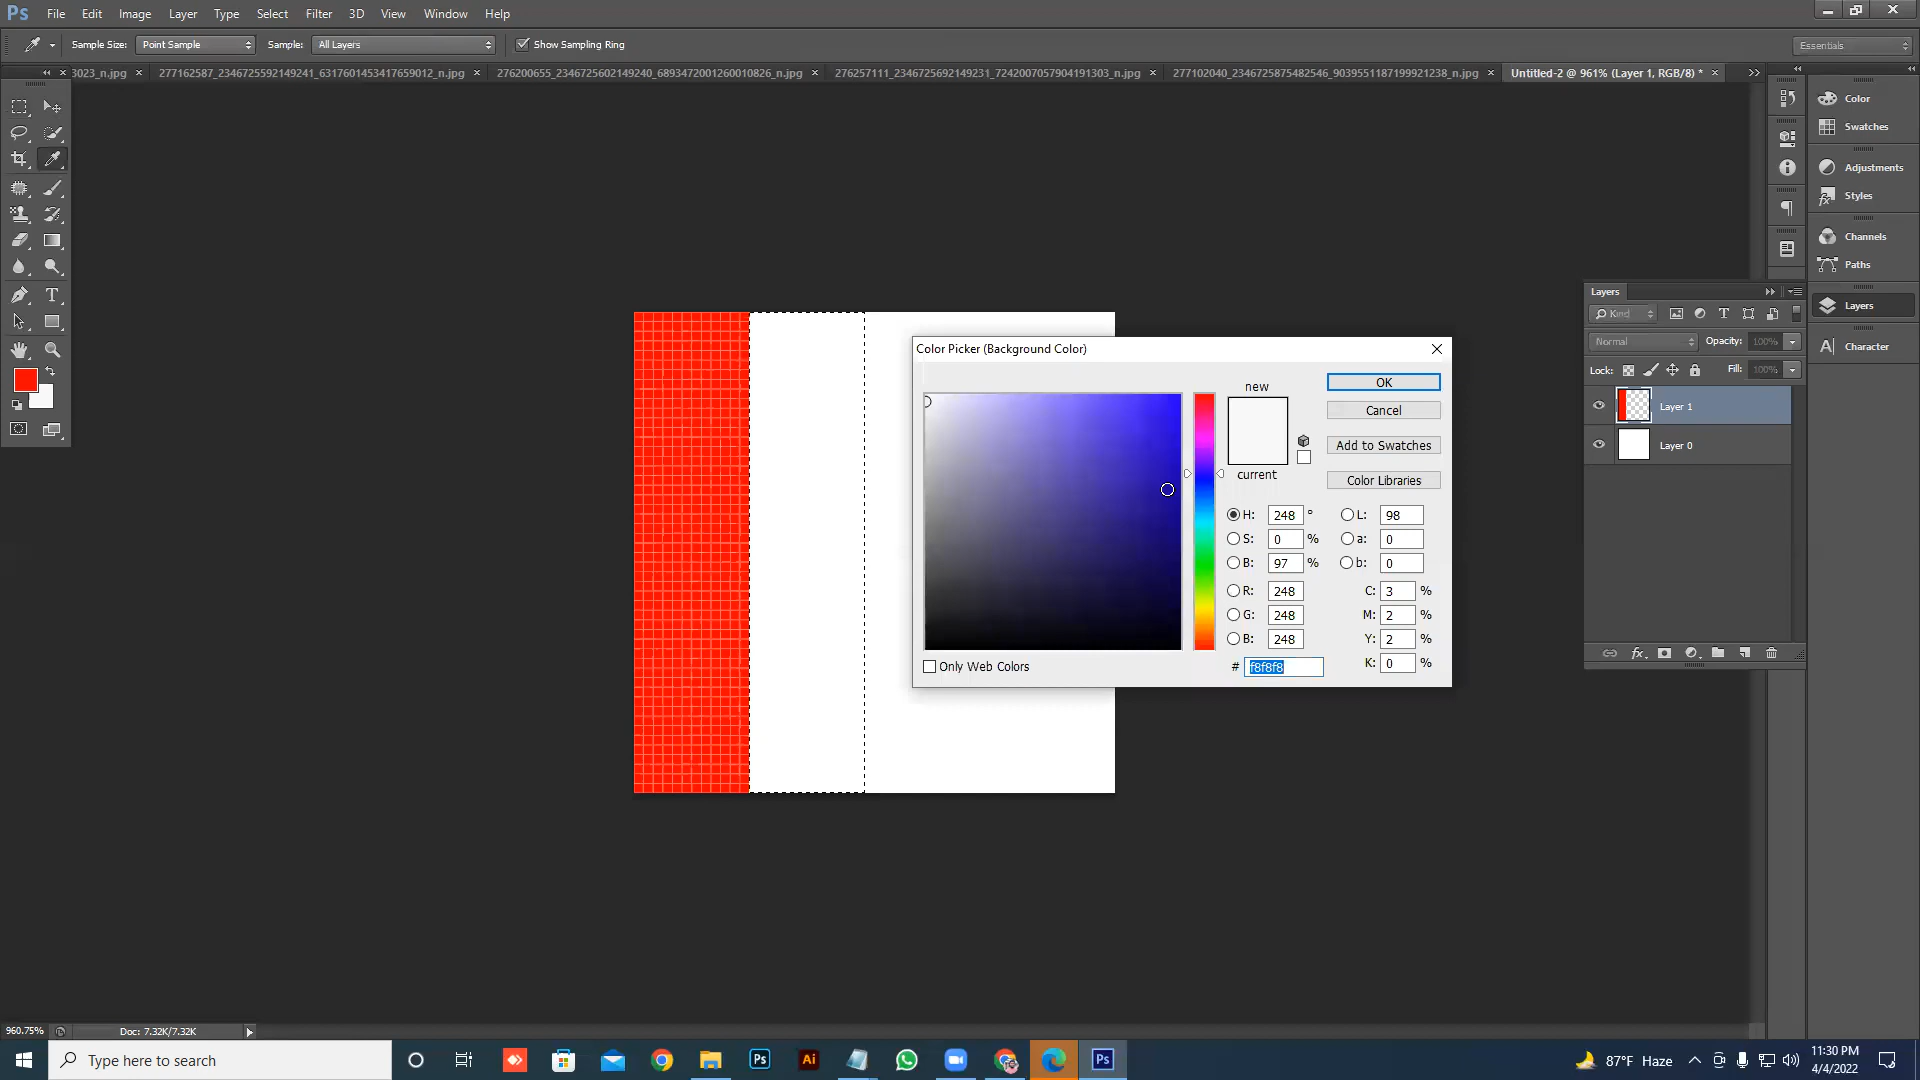 Ps File Edit Image Layer Type Select Filter 3D View Window Help
Sample Size: Point Sample Sample: All Layers Show Sampling Ring Essentials
3023_n.jpg × 277162587_2346725592149241_6317601453417659012_n.jpg × 276200655_2346725602149240_6893472001260010826_n.jpg × 276257111_2346725692149231_7242007057904191303_n.jpg × 277102040_2346725875482546_9039551187199921238_n.jpg × Untitled-2 @ 961% (Layer 1, RGB/8) * ×
Color
Swatches
Adjustments
Styles
Channels
Paths
Layers
Character
Layers
Kind
Normal Opacity: 100%
Lock: Fill: 100%
Layer 1
Layer 0
Color Picker (Background Color)
new
current
OK
Cancel
Add to Swatches
Color Libraries
H: 248 ° L: 98
S: 0 % a: 0
B: 97 % b: 0
R: 248 C: 3 %
G: 248 M: 2 %
B: 248 Y: 2 %
# f8f8f8 K: 0 %
Only Web Colors
960.75% Doc: 7.32K/7.32K
Type here to search
Ps
Ai
Ps
87°F Haze
11:30 PM
4/4/2022